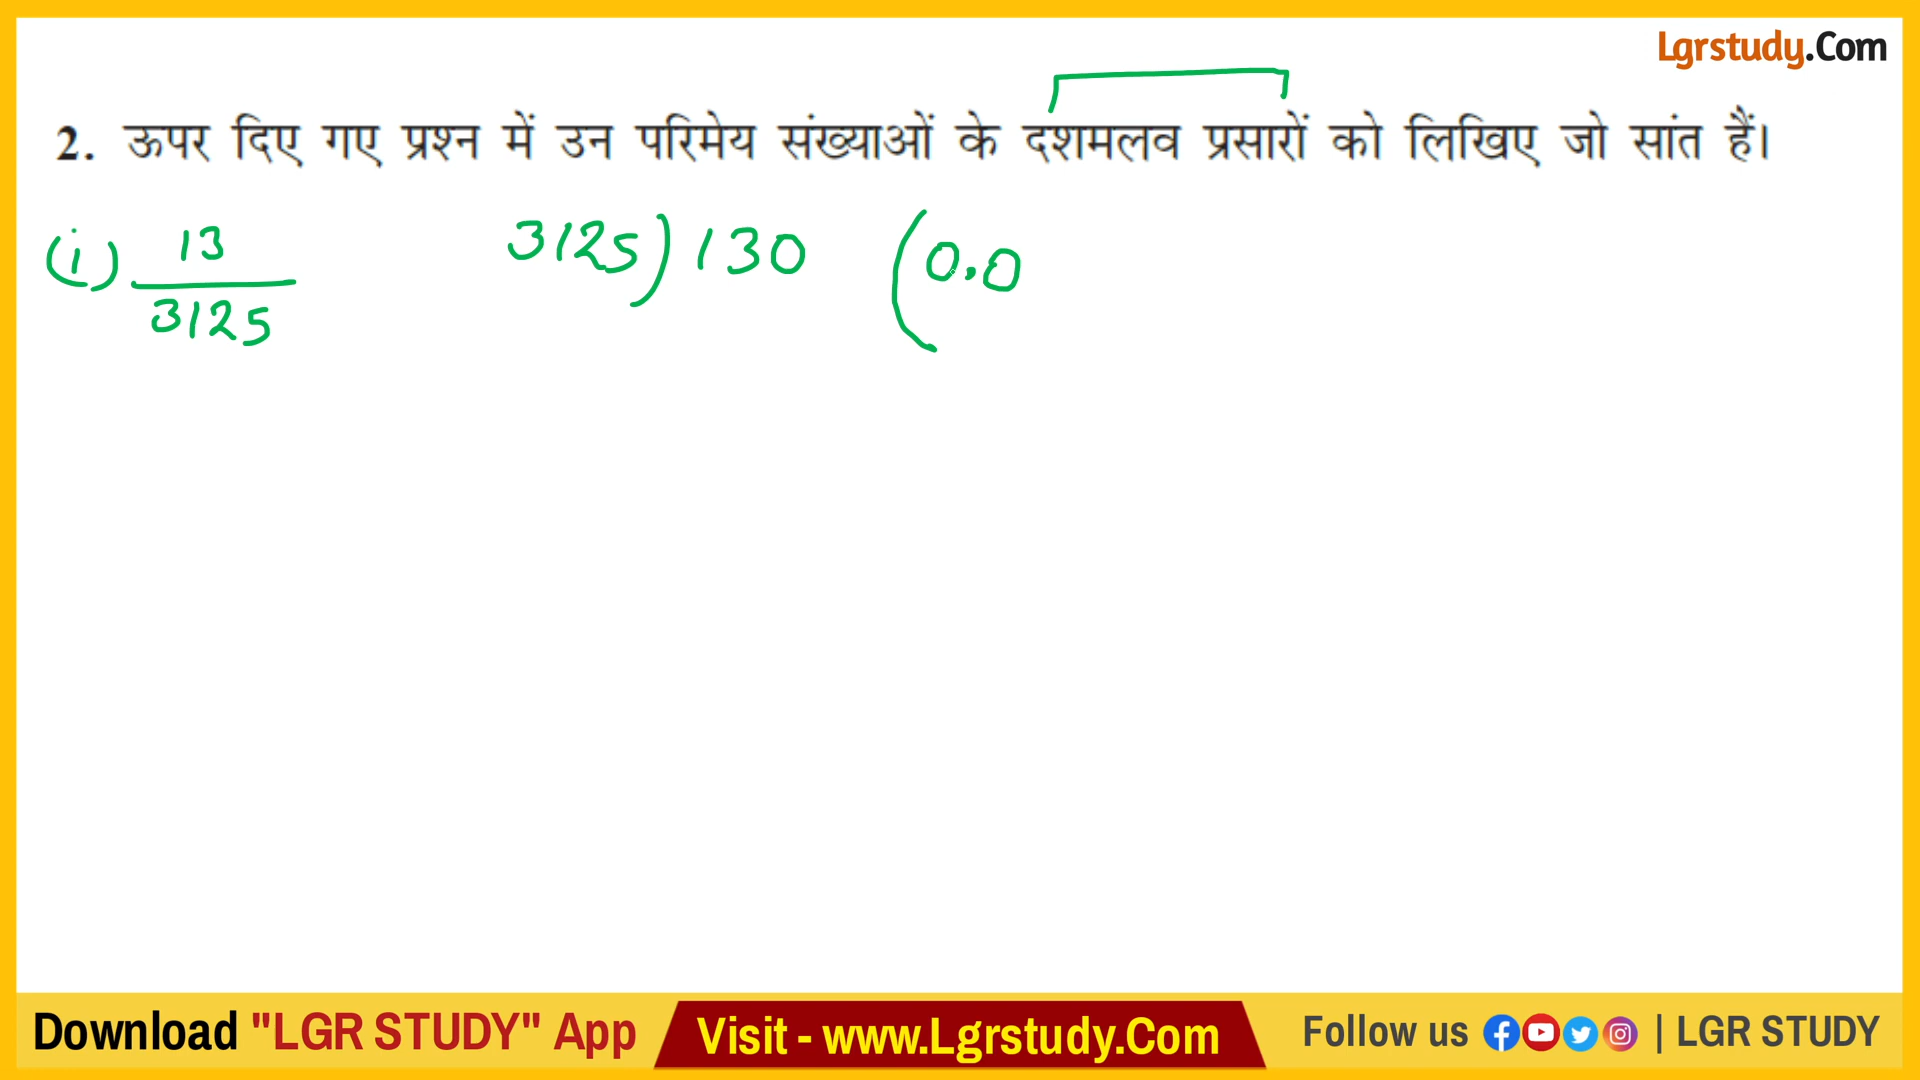 Lgrstudy.Com
2. ऊपर दिए गए प्रश्न में उन परिमेय संख्याओं के दशमलव प्रसारों को लिखिए जो सांत हैं।
(i) 13/3125 3125)130 (0.0
Download "LGR STUDY" App Visit - www.Lgrstudy.Com Follow us | LGR STUDY